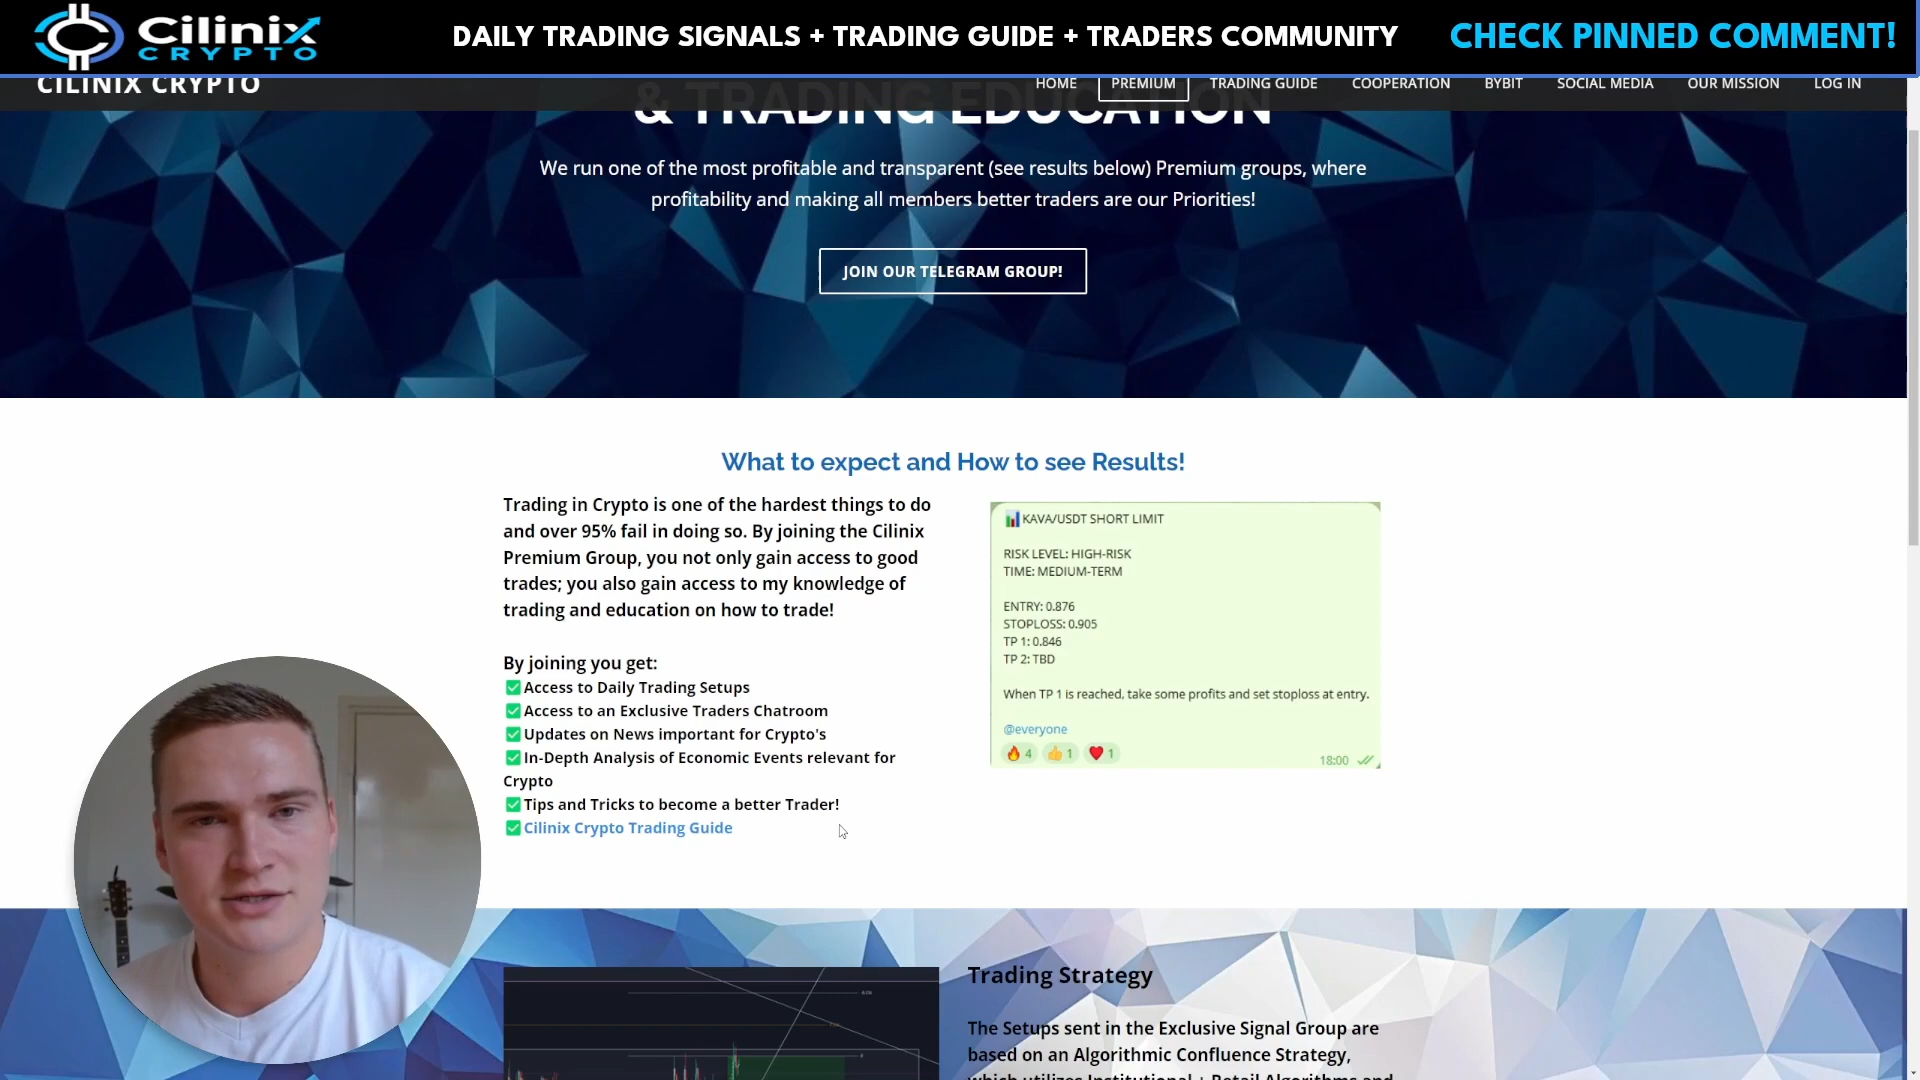 Cilinix
CRYPTO
DAILY TRADING SIGNALS + TRADING GUIDE + TRADERS COMMUNITY
CHECK PINNED COMMENT!
CILINIX CRYPTO
HOME
PREMIUM
TRADING GUIDE
COOPERATION
BYBIT
SOCIAL MEDIA
OUR MISSION
LOG IN
& TRADING EDUCATION
We run one of the most profitable and transparent (see results below) Premium groups, where
profitability and making all members better traders are our Priorities!
JOIN OUR TELEGRAM GROUP!
What to expect and How to see Results!
Trading in Crypto is one of the hardest things to do
and over 95% fail in doing so. By joining the Cilinix
Premium Group, you not only gain access to good
trades; you also gain access to my knowledge of
trading and education on how to trade!
By joining you get:
✅Access to Daily Trading Setups
✅Access to an Exclusive Traders Chatroom
✅Updates on News important for Crypto's
✅In-Depth Analysis of Economic Events relevant for
Crypto
✅Tips and Tricks to become a better Trader!
✅Cilinix Crypto Trading Guide
📊KAVA/USDT SHORT LIMIT
RISK LEVEL: HIGH-RISK
TIME: MEDIUM-TERM
ENTRY: 0.876
STOPLOSS: 0.905
TP 1: 0.846
TP 2: TBD
When TP 1 is reached, take some profits and set stoploss at entry.
@everyone
🔥 4 👍 1 ❤️ 1
18:00
Trading Strategy
The Setups sent in the Exclusive Signal Group are
based on an Algorithmic Confluence Strategy,
which utilizes Institutional + Retail Algorithms and